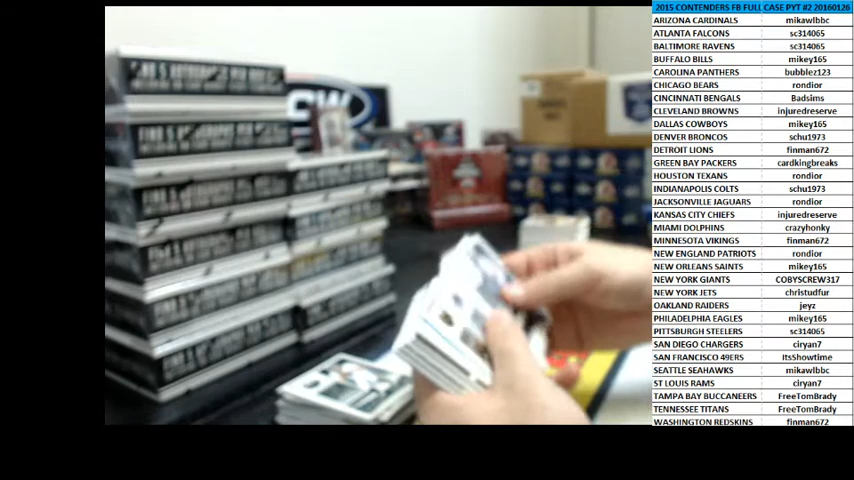 2015 CONTENDERS FB FULL CASE PYT #2 20160126
ARIZONA CARDINALS mikawlbbc
ATLANTA FALCONS sc314065
BALTIMORE RAVENS sc314065
BUFFALO BILLS mikey165
CAROLINA PANTHERS bubblez123
CHICAGO BEARS rondior
CINCINNATI BENGALS Badsims
CLEVELAND BROWNS injuredreserve
DALLAS COWBOYS mikey165
DENVER BRONCOS schu1973
DETROIT LIONS finman672
GREEN BAY PACKERS cardkingbreaks
HOUSTON TEXANS rondior
INDIANAPOLIS COLTS schu1973
JACKSONVILLE JAGUARS rondior
KANSAS CITY CHIEFS injuredreserve
MIAMI DOLPHINS crazyhonky
MINNESOTA VIKINGS finman672
NEW ENGLAND PATRIOTS rondior
NEW ORLEANS SAINTS mikey165
NEW YORK GIANTS COBYSCREW317
NEW YORK JETS christudfur
OAKLAND RAIDERS jeyz
PHILADELPHIA EAGLES mikey165
PITTSBURGH STEELERS sc314065
SAN DIEGO CHARGERS ciryan7
SAN FRANCISCO 49ERS ItsShowtime
SEATTLE SEAHAWKS mikawlbbc
ST LOUIS RAMS ciryan7
TAMPA BAY BUCCANEERS FreeTomBrady
TENNESSEE TITANS FreeTomBrady
WASHINGTON REDSKINS finman672